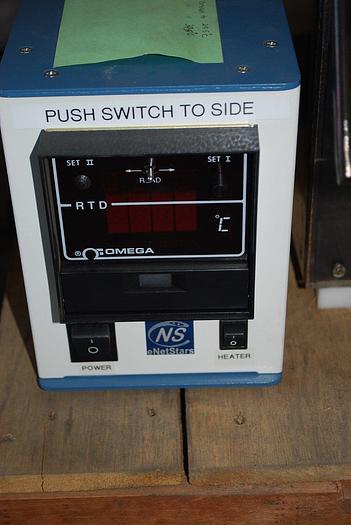 PUSH SWITCH TO SIDE
SET II
SET I
READ
RTD
°C
® OMEGA
NS
eNetStars
POWER
HEATER